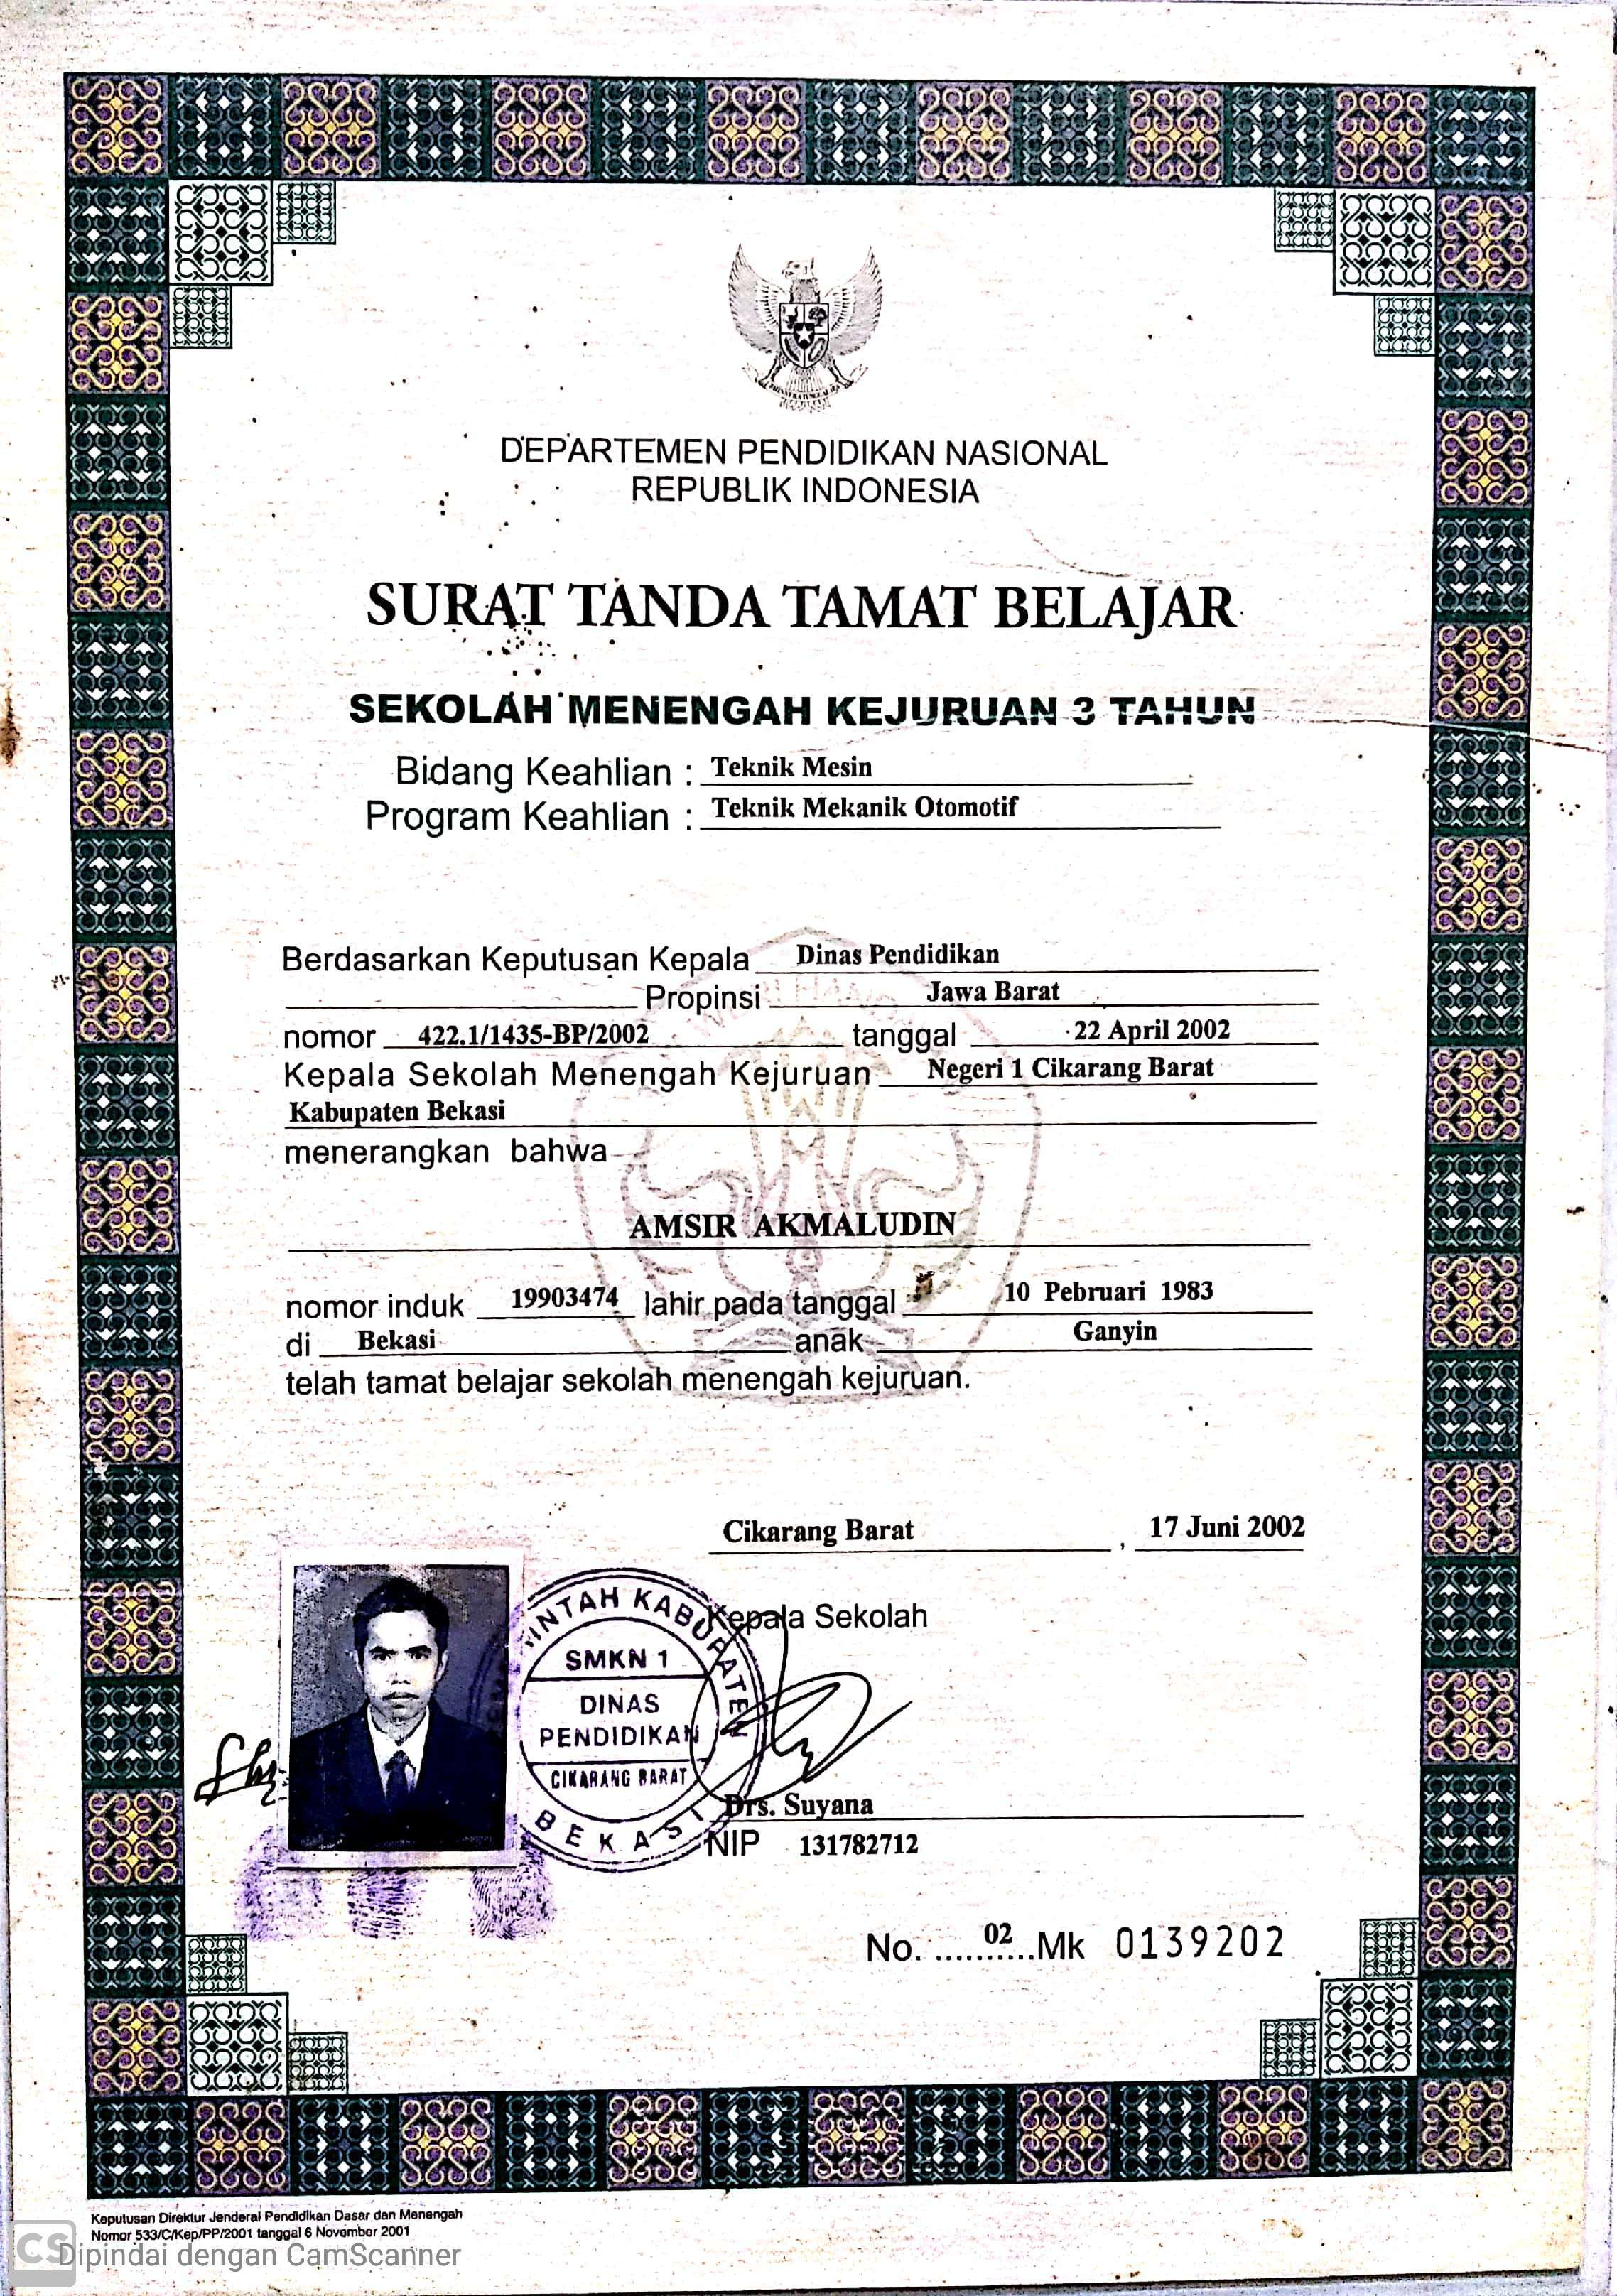 DEPARTEMEN PENDIDIKAN NASIONAL
REPUBLIK INDONESIA
SURAT TANDA TAMAT BELAJAR
SEKOLAH MENENGAH KEJURUAN 3 TAHUN
Bidang Keahlian : Teknik Mesin
Program Keahlian : Teknik Mekanik Otomotif
Berdasarkan Keputusan Kepala Dinas Pendidikan
Propinsi Jawa Barat
nomor 422.1/1435-BP/2002 tanggal 22 April 2002
Kepala Sekolah Menengah Kejuruan Negeri 1 Cikarang Barat
Kabupaten Bekasi
menerangkan bahwa
AMSIR AKMALUDIN
nomor induk 19903474 lahir pada tanggal 10 Pebruari 1983
di Bekasi anak Ganyin
telah tamat belajar sekolah menengah kejuruan.
Cikarang Barat, 17 Juni 2002
Kepala Sekolah
INTAH KABUPATEN
SMKN 1
DINAS
PENDIDIKAN
CIKARANG BARAT
BEKASI
Drs. Suyana
NIP 131782712
No. ....02....Mk 0139202
Keputusan Direktur Jenderal Pendidikan Dasar dan Menengah
Nomor 533/C/Kep/PP/2001 tanggal 6 November 2001
CS Dipindai dengan CamScanner